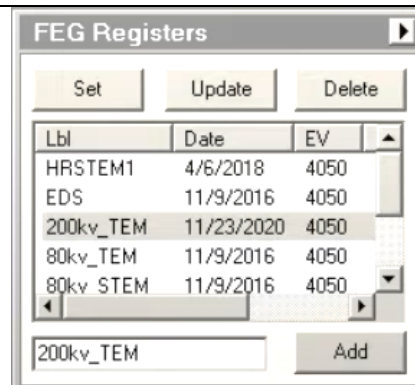 FEG Registers
Set Update Delete
Lbl Date EV
HRSTEM1 4/6/2018 4050
EDS 11/9/2016 4050
200kv_TEM 11/23/2020 4050
80kv_TEM 11/9/2016 4050
80kv_STEM 11/9/2016 4050
200kv_TEM Add